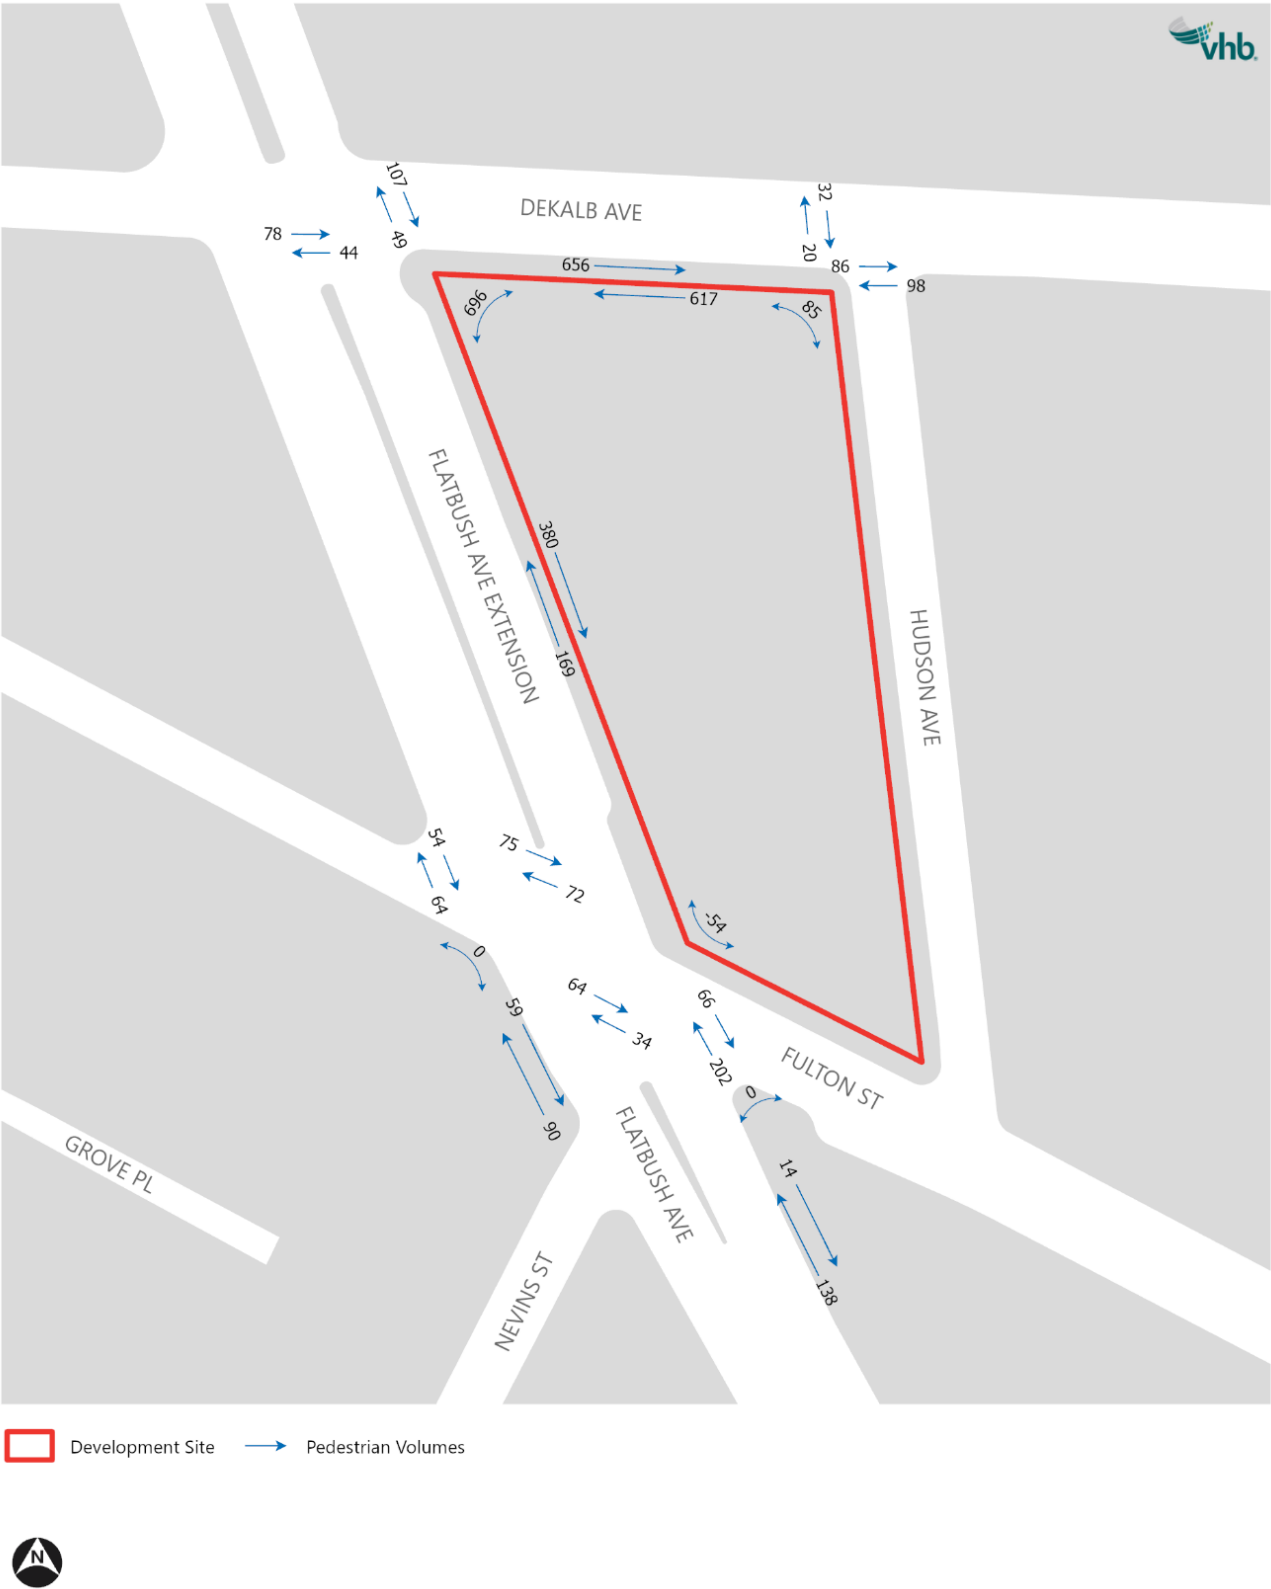 vhb
107
32
DEKALB AVE
78
44
49
20
656
86
617
98
696
85
FLATBUSH AVE EXTENSION
380
169
HUDSON AVE
54
75
72
64
-54
0
64
59
34
66
202
FULTON ST
0
90
FLATBUSH AVE
GROVE PL
14
138
NEVINS ST
Development Site
Pedestrian Volumes
N